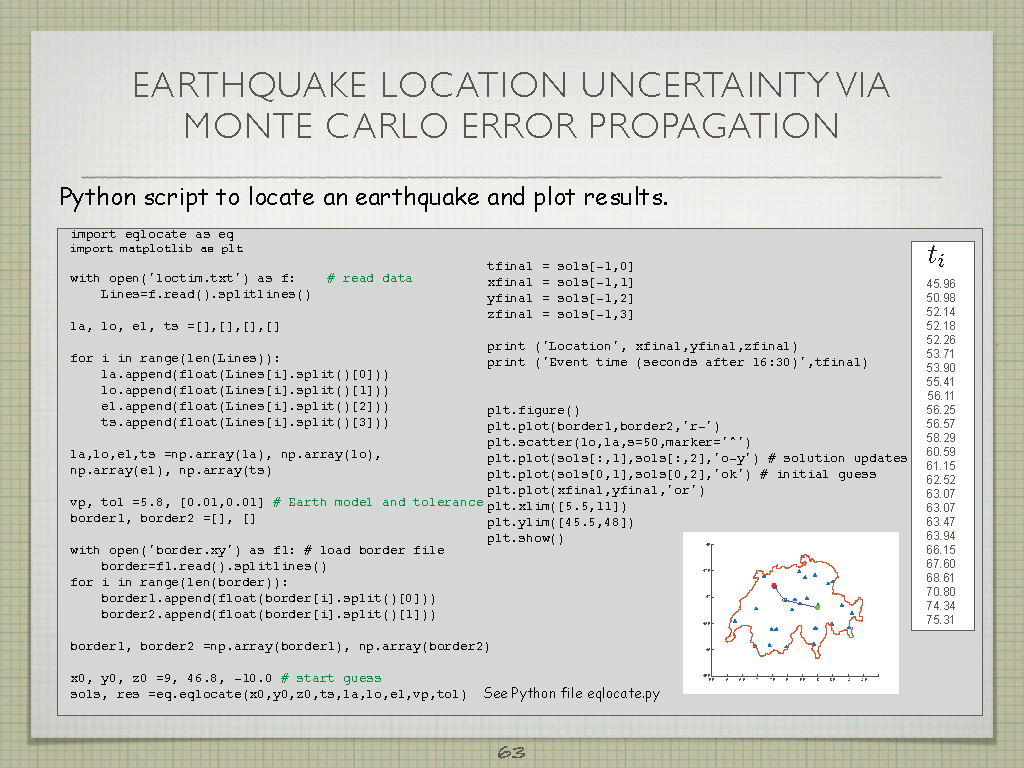 EARTHQUAKE LOCATION UNCERTAINTY VIA
MONTE CARLO ERROR PROPAGATION
Python script to locate an earthquake and plot results.
import eqlocate as eq
import matplotlib as plt
with open('loctim.txt') as f: # read data
Lines=f.read().splitlines()
la, lo, el, ts =[],[],[],[]
for i in range(len(Lines)):
la.append(float(Lines[i].split()[0]))
lo.append(float(Lines[i].split()[1]))
el.append(float(Lines[i].split()[2]))
ts.append(float(Lines[i].split()[3]))
la,lo,el,ts =np.array(la), np.array(lo),
np.array(el), np.array(ts)
vp, tol =5.8, [0.01,0.01] # Earth model and tolerance
border1, border2 =[], []
with open('border.xy') as f1: # load border file
border=f1.read().splitlines()
for i in range(len(border)):
border1.append(float(border[i].split()[0]))
border2.append(float(border[i].split()[1]))
border1, border2 =np.array(border1), np.array(border2)
x0, y0, z0 =9, 46.8, -10.0 # start guess
sols, res =eq.eqlocate(x0,y0,z0,ts,la,lo,el,vp,tol)
See Python file eqlocate.py
tfinal = sols[-1,0]
xfinal = sols[-1,1]
yfinal = sols[-1,2]
zfinal = sols[-1,3]
print ('Location', xfinal,yfinal,zfinal)
print ('Event time (seconds after 16:30)',tfinal)
plt.figure()
plt.plot(border1,border2,'r-')
plt.scatter(lo,la,s=50,marker='^')
plt.plot(sols[:,1],sols[:,2],'o-y') # solution updates
plt.plot(sols[0,1],sols[0,2],'ok') # initial guess
plt.plot(xfinal,yfinal,'or')
plt.xlim([5.5,11])
plt.ylim([45.5,48])
plt.show()
ti
45.96
50.98
52.14
52.18
52.26
53.71
53.90
55.41
56.11
56.25
56.57
58.29
60.59
61.15
62.52
63.07
63.07
63.47
63.94
66.15
67.60
68.61
70.80
74.34
75.31
63